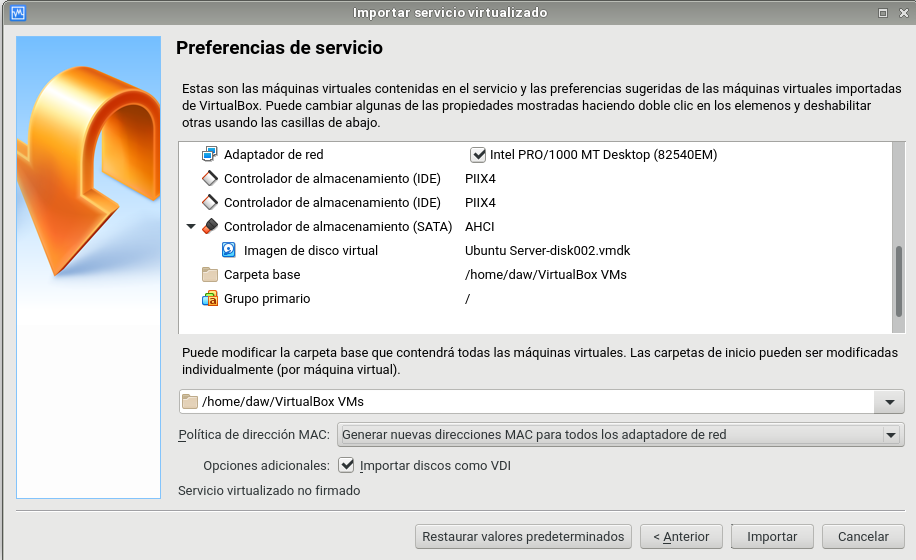 Importar servicio virtualizado
Preferencias de servicio
Estas son las máquinas virtuales contenidas en el servicio y las preferencias sugeridas de las máquinas virtuales importadas
de VirtualBox. Puede cambiar algunas de las propiedades mostradas haciendo doble clic en los elemenos y deshabilitar
otras usando las casillas de abajo.
Adaptador de red Intel PRO/1000 MT Desktop (82540EM)
Controlador de almacenamiento (IDE) PIIX4
Controlador de almacenamiento (IDE) PIIX4
Controlador de almacenamiento (SATA) AHCI
Imagen de disco virtual Ubuntu Server-disk002.vmdk
Carpeta base /home/daw/VirtualBox VMs
Grupo primario /
Puede modificar la carpeta base que contendrá todas las máquinas virtuales. Las carpetas de inicio pueden ser modificadas
individualmente (por máquina virtual).
/home/daw/VirtualBox VMs
Política de dirección MAC: Generar nuevas direcciones MAC para todos los adaptadore de red
Opciones adicionales: Importar discos como VDI
Servicio virtualizado no firmado
Restaurar valores predeterminados < Anterior Importar Cancelar